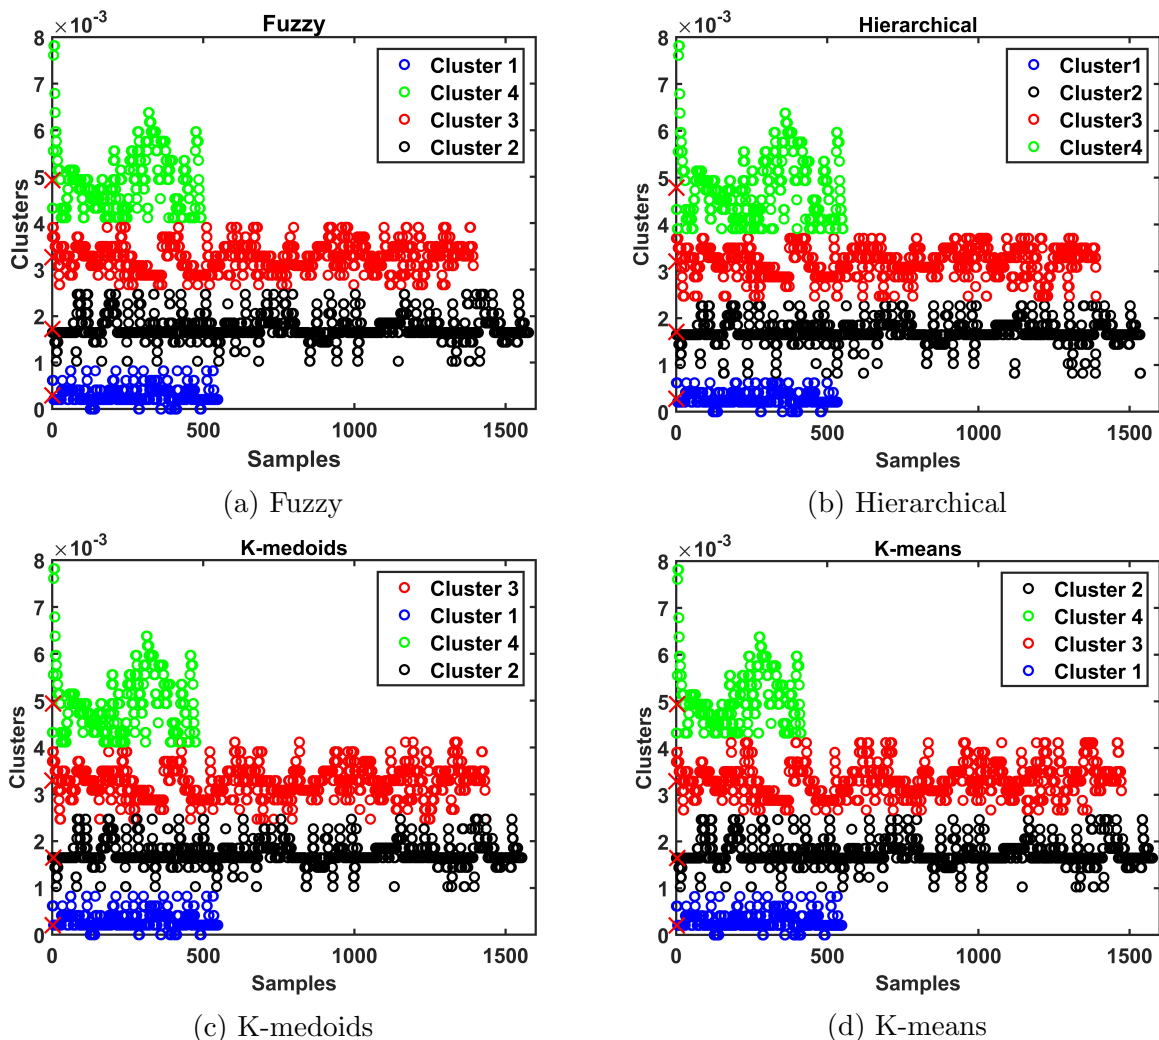 Fuzzy
×10⁻³
8
7
6
5
4
3
2
1
0
Clusters
0 500 1000 1500
Samples
Cluster 1
Cluster 4
Cluster 3
Cluster 2
(a) Fuzzy
Hierarchical
×10⁻³
8
7
6
5
4
3
2
1
0
Clusters
0 500 1000 1500
Samples
Cluster1
Cluster2
Cluster3
Cluster4
(b) Hierarchical
K-medoids
×10⁻³
8
7
6
5
4
3
2
1
0
Clusters
0 500 1000 1500
Samples
Cluster 3
Cluster 1
Cluster 4
Cluster 2
(c) K-medoids
K-means
×10⁻³
8
7
6
5
4
3
2
1
0
Clusters
0 500 1000 1500
Samples
Cluster 2
Cluster 4
Cluster 3
Cluster 1
(d) K-means